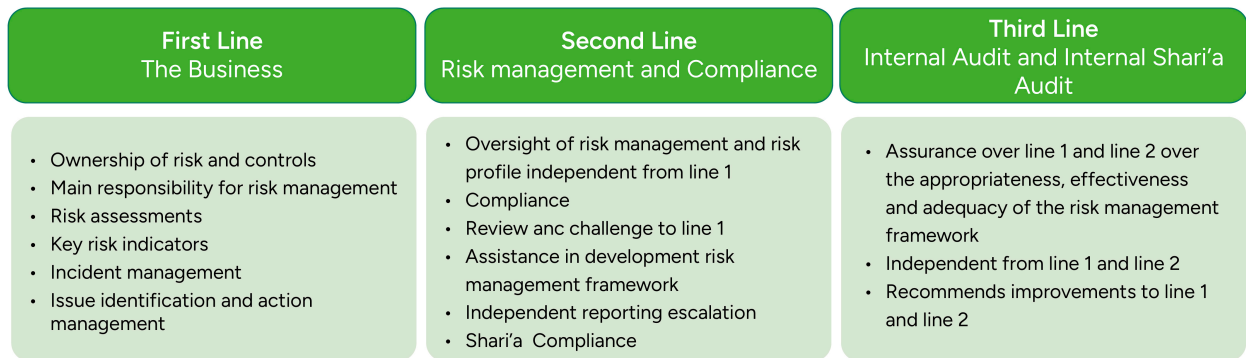 First Line
The Business
• Ownership of risk and controls
• Main responsibility for risk management
• Risk assessments
• Key risk indicators
• Incident management
• Issue identification and action
management
Second Line
Risk management and Compliance
• Oversight of risk management and risk
profile independent from line 1
• Compliance
• Review anc challenge to line 1
• Assistance in development risk
management framework
• Independent reporting escalation
• Shari’a  Compliance
Third Line
Internal Audit and Internal Shari’a
Audit
• Assurance over line 1 and line 2 over
the appropriateness, effectiveness
and adequacy of the risk management
framework
• Independent from line 1 and line 2
• Recommends improvements to line 1
and line 2